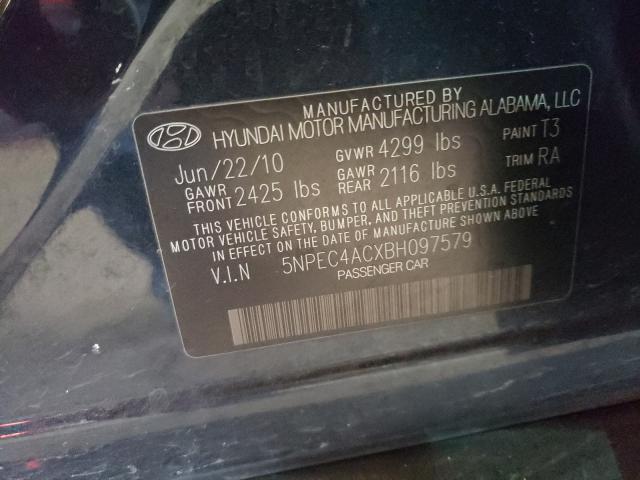 MANUFACTURED BY
HYUNDAI MOTOR MANUFACTURING ALABAMA, LLC
Jun/22/10 GVWR 4299 lbs PAINT T3
GAWR FRONT 2425 lbs GAWR REAR 2116 lbs TRIM RA
THIS VEHICLE CONFORMS TO ALL APPLICABLE U.S.A. FEDERAL
MOTOR VEHICLE SAFETY, BUMPER, AND THEFT PREVENTION STANDARDS
IN EFFECT ON THE DATE OF MANUFACTURE SHOWN ABOVE
V.I.N 5NPEC4ACXBH097579
PASSENGER CAR